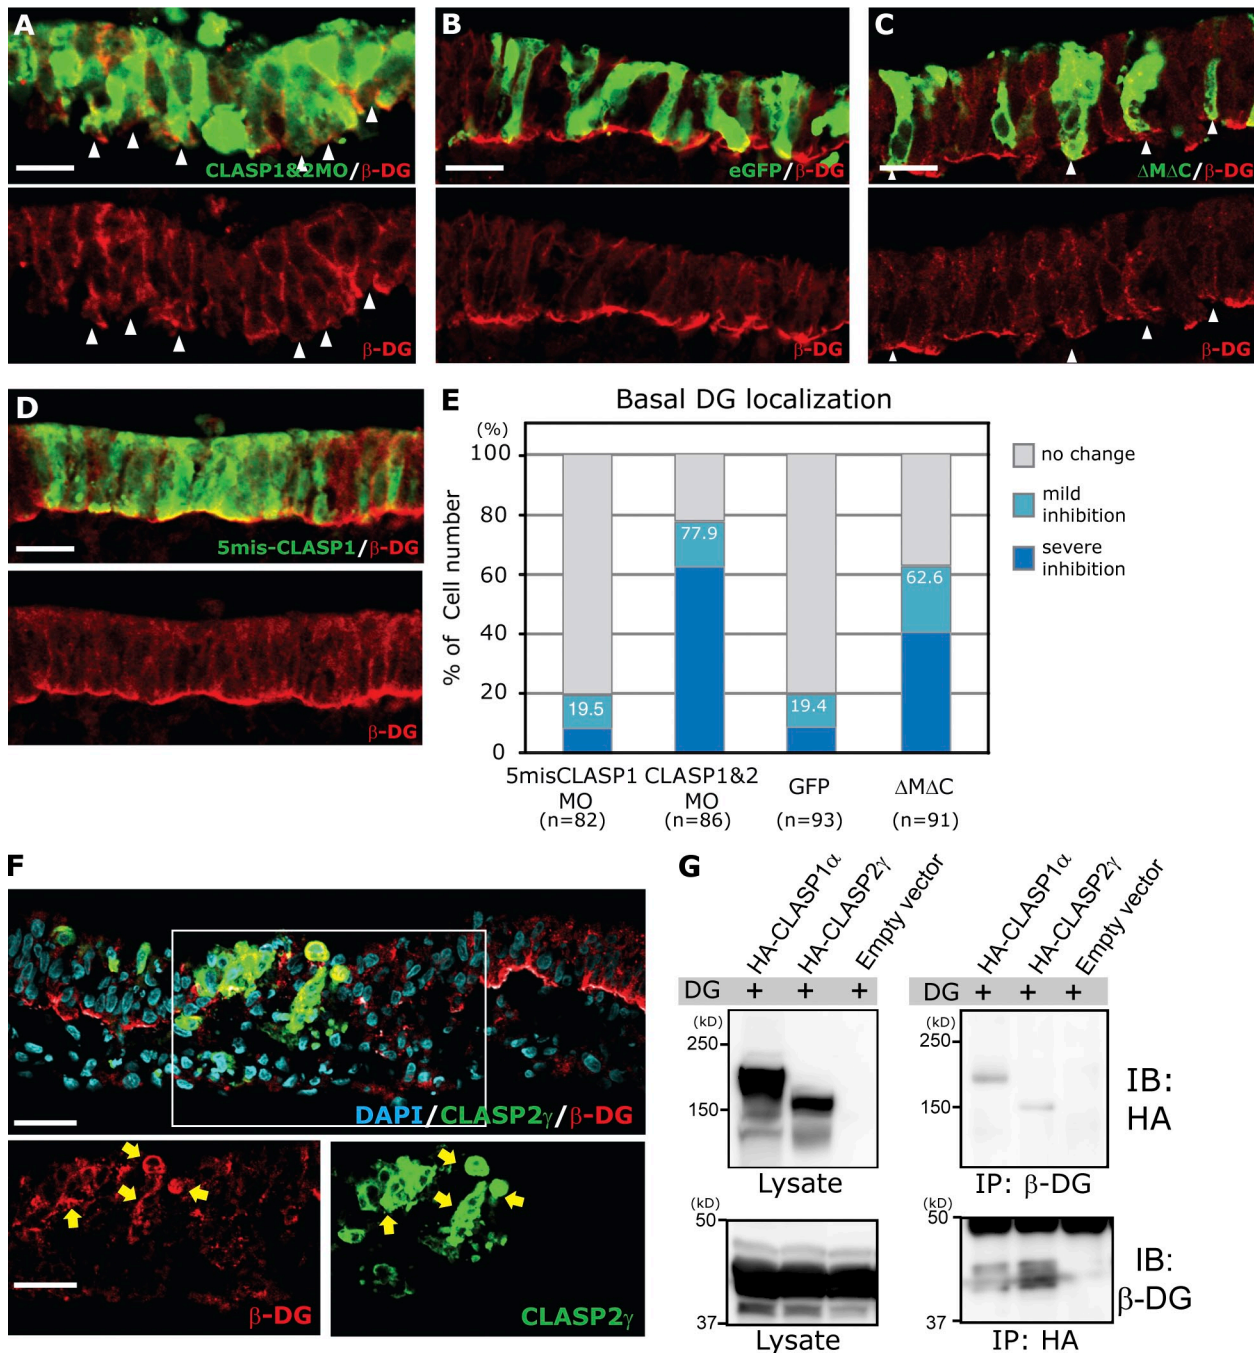 A
CLASP1&2MO/β-DG
β-DG
B
eGFP/β-DG
β-DG
C
ΔMΔC/β-DG
β-DG
D
5mis-CLASP1/β-DG
β-DG
E
Basal DG localization
(%)
% of Cell number
100
80
60
40
20
0
19.5
77.9
19.4
62.6
no change
mild
inhibition
severe
inhibition
5misCLASP1
MO
(n=82)
CLASP1&2
MO
(n=86)
GFP
(n=93)
ΔMΔC
(n=91)
F
DAPI/CLASP2γ/β-DG
β-DG
CLASP2γ
G
HA-CLASP1α
HA-CLASP2γ
Empty vector
DG + + +
(kD)
250
150
Lysate
(kD)
50
37
Lysate
HA-CLASP1α
HA-CLASP2γ
Empty vector
DG + + +
(kD)
250
150
IB:
HA
IP: β-DG
(kD)
50
37
IB:
β-DG
IP: HA